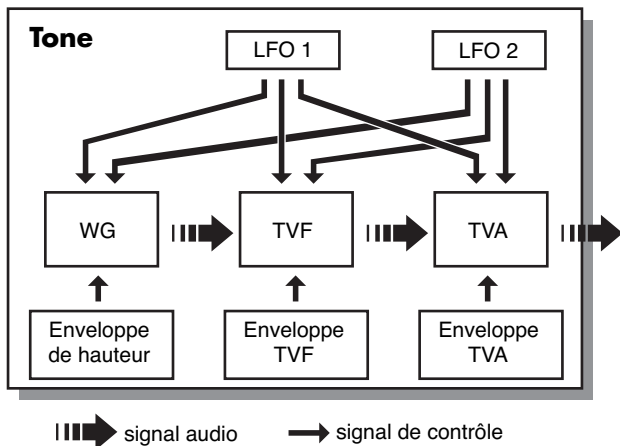 Tone
LFO 1
LFO 2
WG
TVF
TVA
Enveloppe
de hauteur
Enveloppe
TVF
Enveloppe
TVA
signal audio
signal de contrôle